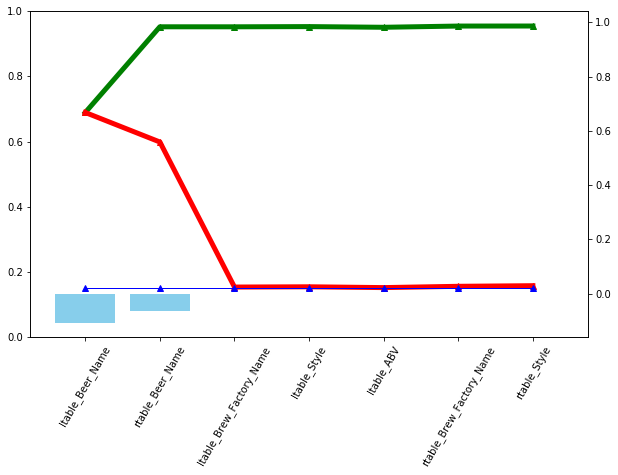 1.0
0.8
0.6
0.4
0.2
0.0
1.0
0.8
0.6
0.4
0.2
0.0
ltable_Beer_Name
rtable_Beer_Name
ltable_Brew_Factory_Name
ltable_Style
ltable_ABV
rtable_Brew_Factory_Name
rtable_Style